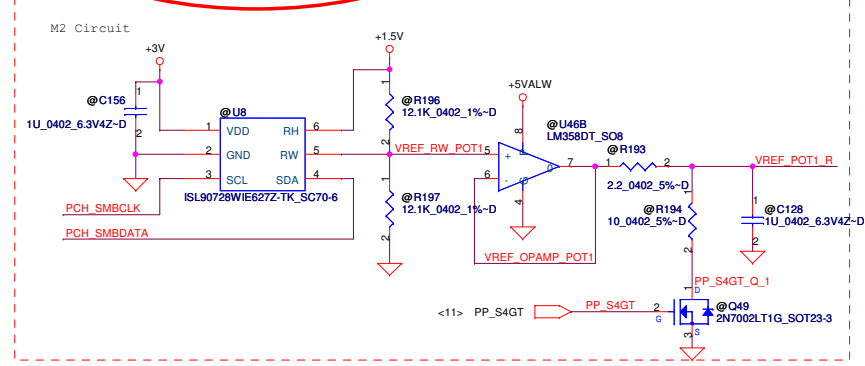 M2 Circuit
+3V
+1.5V
+5VALW
@C156
1U_0402_6.3V4Z~D
1
2
@U8
1 VDD RH 6
2 GND RW 5
3 SCL SDA 4
ISL90728WIE627Z-TK_SC70-6
PCH_SMBCLK
PCH_SMBDATA
1
@R196
12.1K_0402_1%~D
2
VREF_RW_POT1
1
@R197
12.1K_0402_1%~D
2
@U46B
LM358DT_SO8
8
P
5 +
6 -
0 7
G
4
VREF_OPAMP_POT1
@R193
1 2
2.2_0402_5%~D
VREF_POT1_R
1
@R194
10_0402_5%~D
2
1
@C128
1U_0402_6.3V4Z~D
2
PP_S4GT_Q_1
1 D
<11> PP_S4GT
PP_S4GT
2 G
@Q49
2N7002LT1G_SOT23-3
3 S